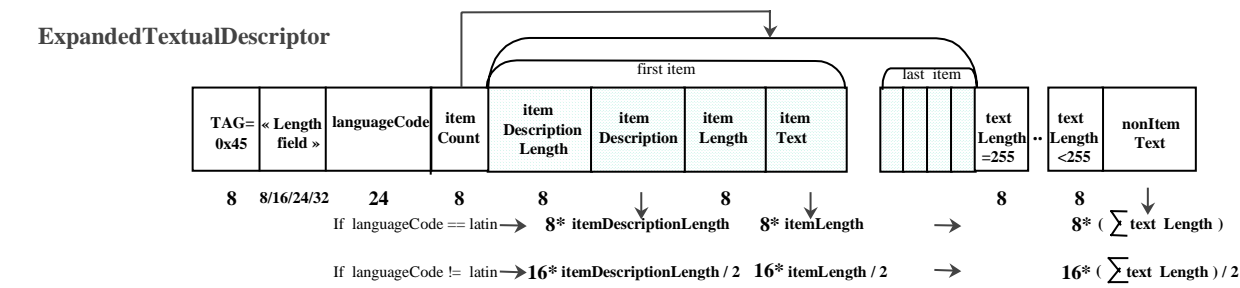 ExpandedTextualDescriptor
first item
last item
TAG= 0x45
« Length field »
languageCode
item Count
item Description Length
item Description
item Length
item Text
text Length =255
..
text Length <255
nonItem Text
8 8/16/24/32 24 8 8 8 8 8
If languageCode == latin 8* itemDescriptionLength 8* itemLength 8* ( ∑ text Length )
If languageCode != latin 16* itemDescriptionLength / 2 16* itemLength / 2 16* ( ∑ text Length ) / 2